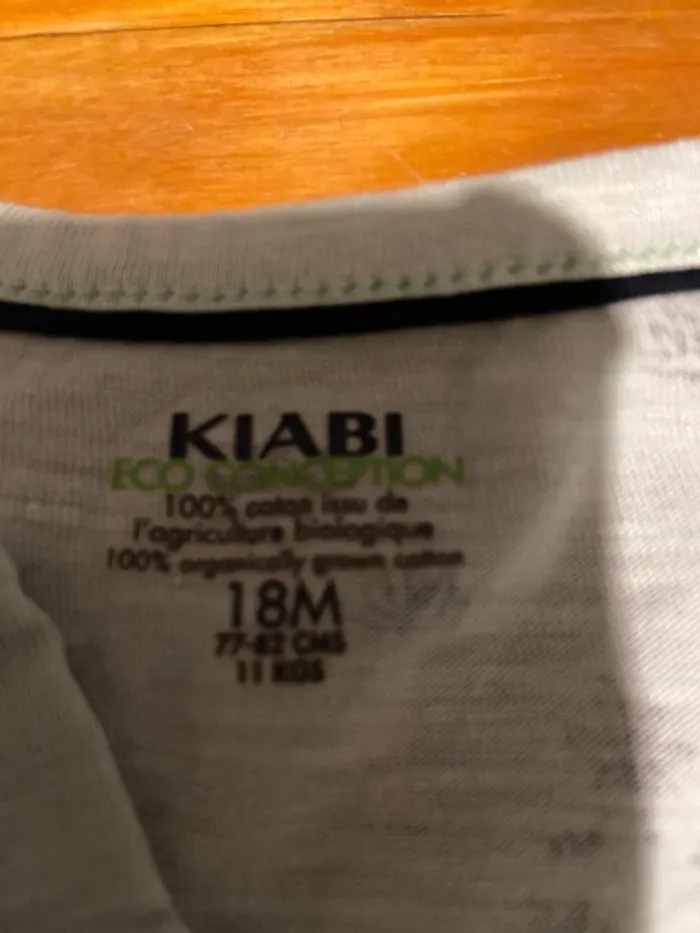 KIABI
ECO CONCEPTION
100% coton issu de
l'agriculture biologique
100% organically grown cotton
18M
77-82 CMS
11 KGS